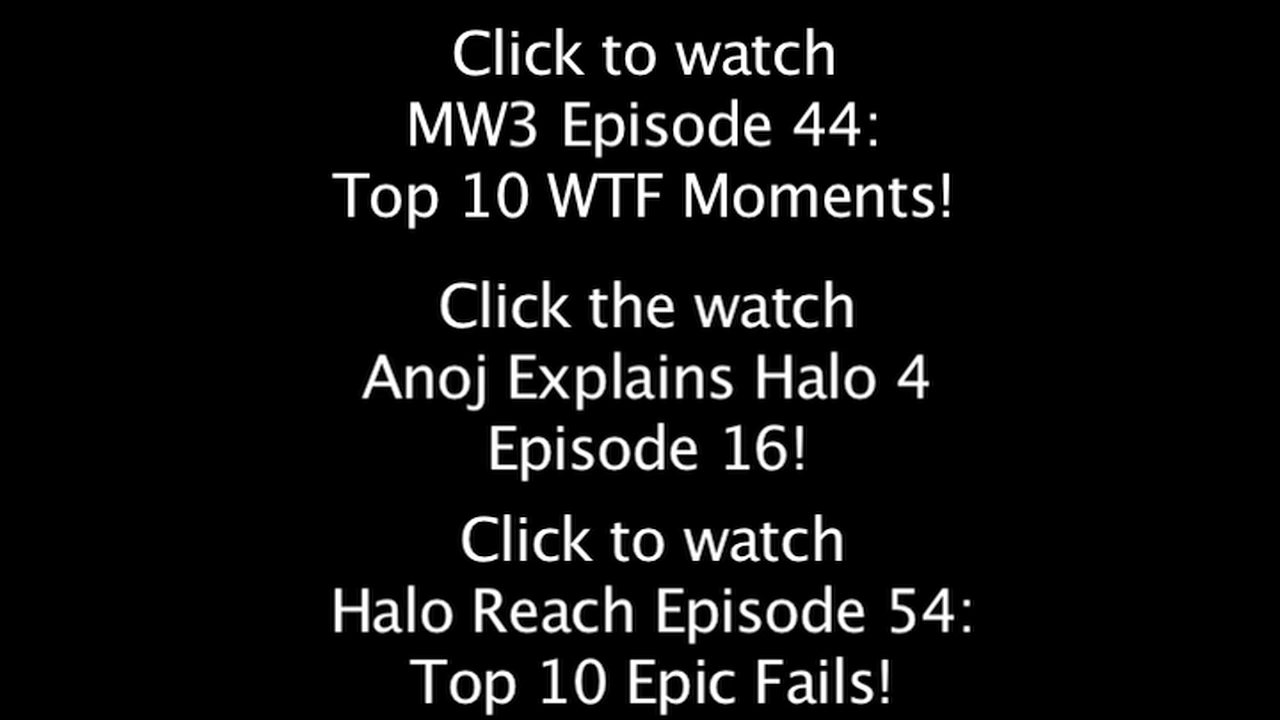 Click to watch
MW3 Episode 44:
Top 10 WTF Moments!
Click the watch
Anoj Explains Halo 4
Episode 16!
Click to watch
Halo Reach Episode 54:
Top 10 Epic Fails!